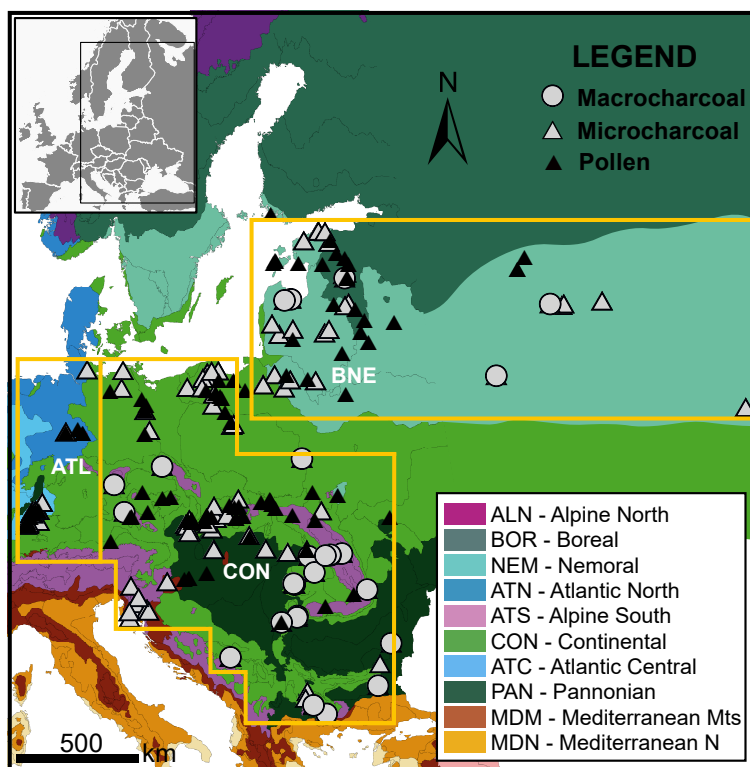 LEGEND
N
Macrocharcoal
Microcharcoal
Pollen
BNE
ATL
CON
ALN - Alpine North
BOR - Boreal
NEM - Nemoral
ATN - Atlantic North
ATS - Alpine South
CON - Continental
ATC - Atlantic Central
PAN - Pannonian
MDM - Mediterranean Mts
MDN - Mediterranean N
500
km